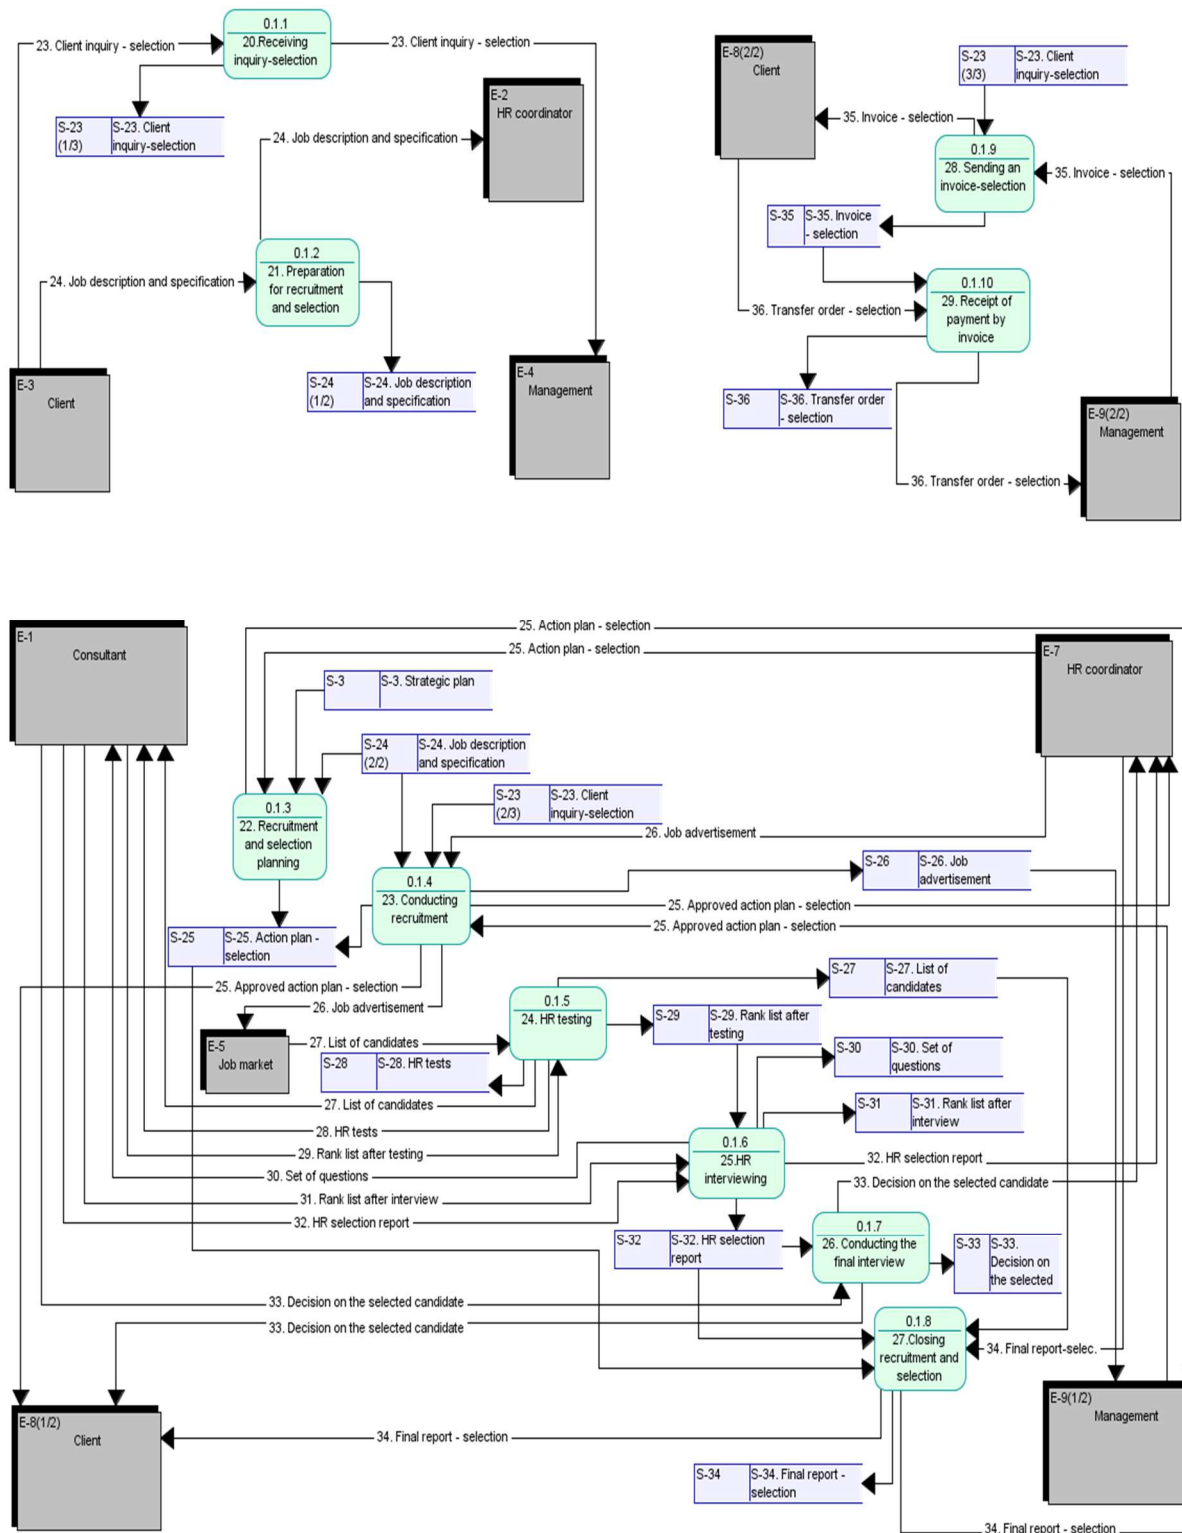 0.1.1
20.Receiving
inquiry-selection
23. Client inquiry - selection
23. Client inquiry - selection
S-23
(1/3)
S-23. Client
inquiry-selection
E-2
HR coordinator
24. Job description and specification
0.1.2
21. Preparation
for recruitment
and selection
24. Job description and specification
S-24
(1/2)
S-24. Job description
and specification
E-3
Client
E-4
Management
E-8(2/2)
Client
S-23
(3/3)
S-23. Client
inquiry-selection
35. Invoice - selection
0.1.9
28. Sending an
invoice-selection
35. Invoice - selection
S-35
S-35. Invoice
- selection
0.1.10
29. Receipt of
payment by
invoice
36. Transfer order - selection
S-36
S-36. Transfer order
- selection
E-9(2/2)
Management
36. Transfer order - selection
E-1
Consultant
25. Action plan - selection
25. Action plan - selection
E-7
HR coordinator
S-3
S-3. Strategic plan
S-24
(2/2)
S-24. Job description
and specification
S-23
(2/3)
S-23. Client
inquiry-selection
0.1.3
22. Recruitment
and selection
planning
26. Job advertisement
0.1.4
23. Conducting
recruitment
S-26
S-26. Job
advertisement
25. Approved action plan - selection
25. Approved action plan - selection
S-25
S-25. Action plan -
selection
25. Approved action plan - selection
26. Job advertisement
S-27
S-27. List of
candidates
0.1.5
24. HR testing
S-29
S-29. Rank list after
testing
E-5
Job market
27. List of candidates
S-28
S-28. HR tests
S-30
S-30. Set of
questions
27. List of candidates
S-31
S-31. Rank list after
interview
28. HR tests
29. Rank list after testing
0.1.6
25.HR
interviewing
32. HR selection report
30. Set of questions
33. Decision on the selected candidate
31. Rank list after interview
32. HR selection report
0.1.7
26. Conducting the
final interview
S-32
S-32. HR selection
report
S-33
S-33.
Decision on
the selected
33. Decision on the selected candidate
33. Decision on the selected candidate
0.1.8
27.Closing
recruitment and
selection
34. Final report-selec.
E-8(1/2)
Client
E-9(1/2)
Management
34. Final report - selection
S-34
S-34. Final report -
selection
34. Final report - selection